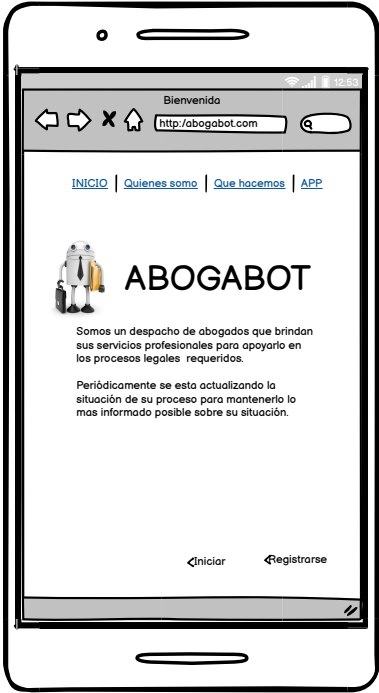 12:53
Bienvenida
http:/abogabot.com
INICIO | Quienes somo | Que hacemos | APP
ABOGABOT
Somos un despacho de abogados que brindan
sus servicios profesionales para apoyarlo en
los procesos legales requeridos.
Periódicamente se esta actualizando la
situación de su proceso para mantenerlo lo
mas informado posible sobre su situación.
Iniciar
Registrarse